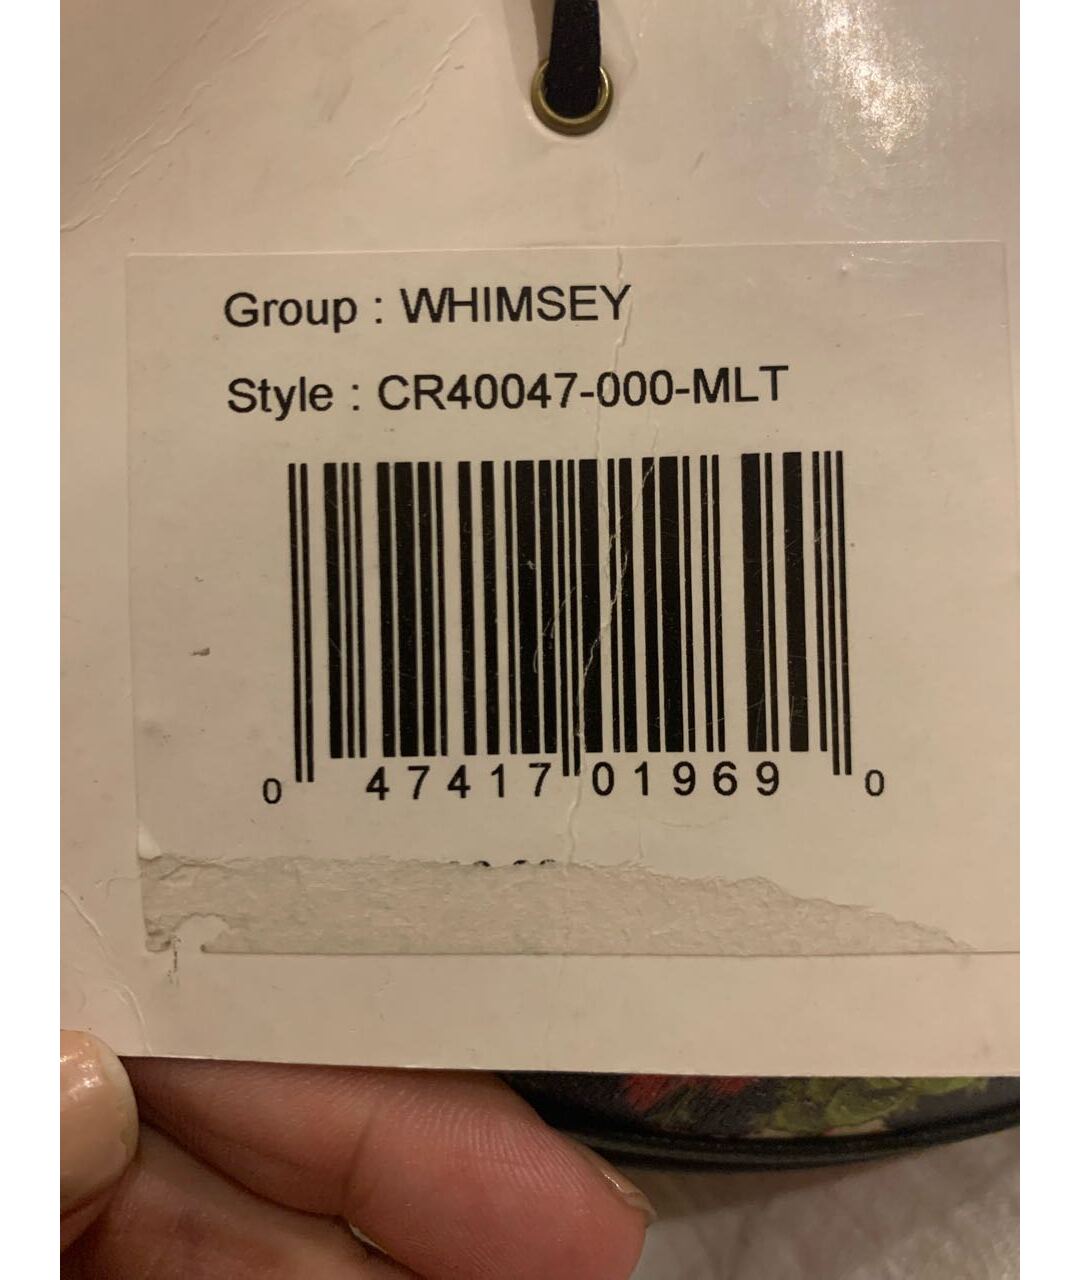 Group : WHIMSEY
Style : CR40047-000-MLT
0 47417 01969 0